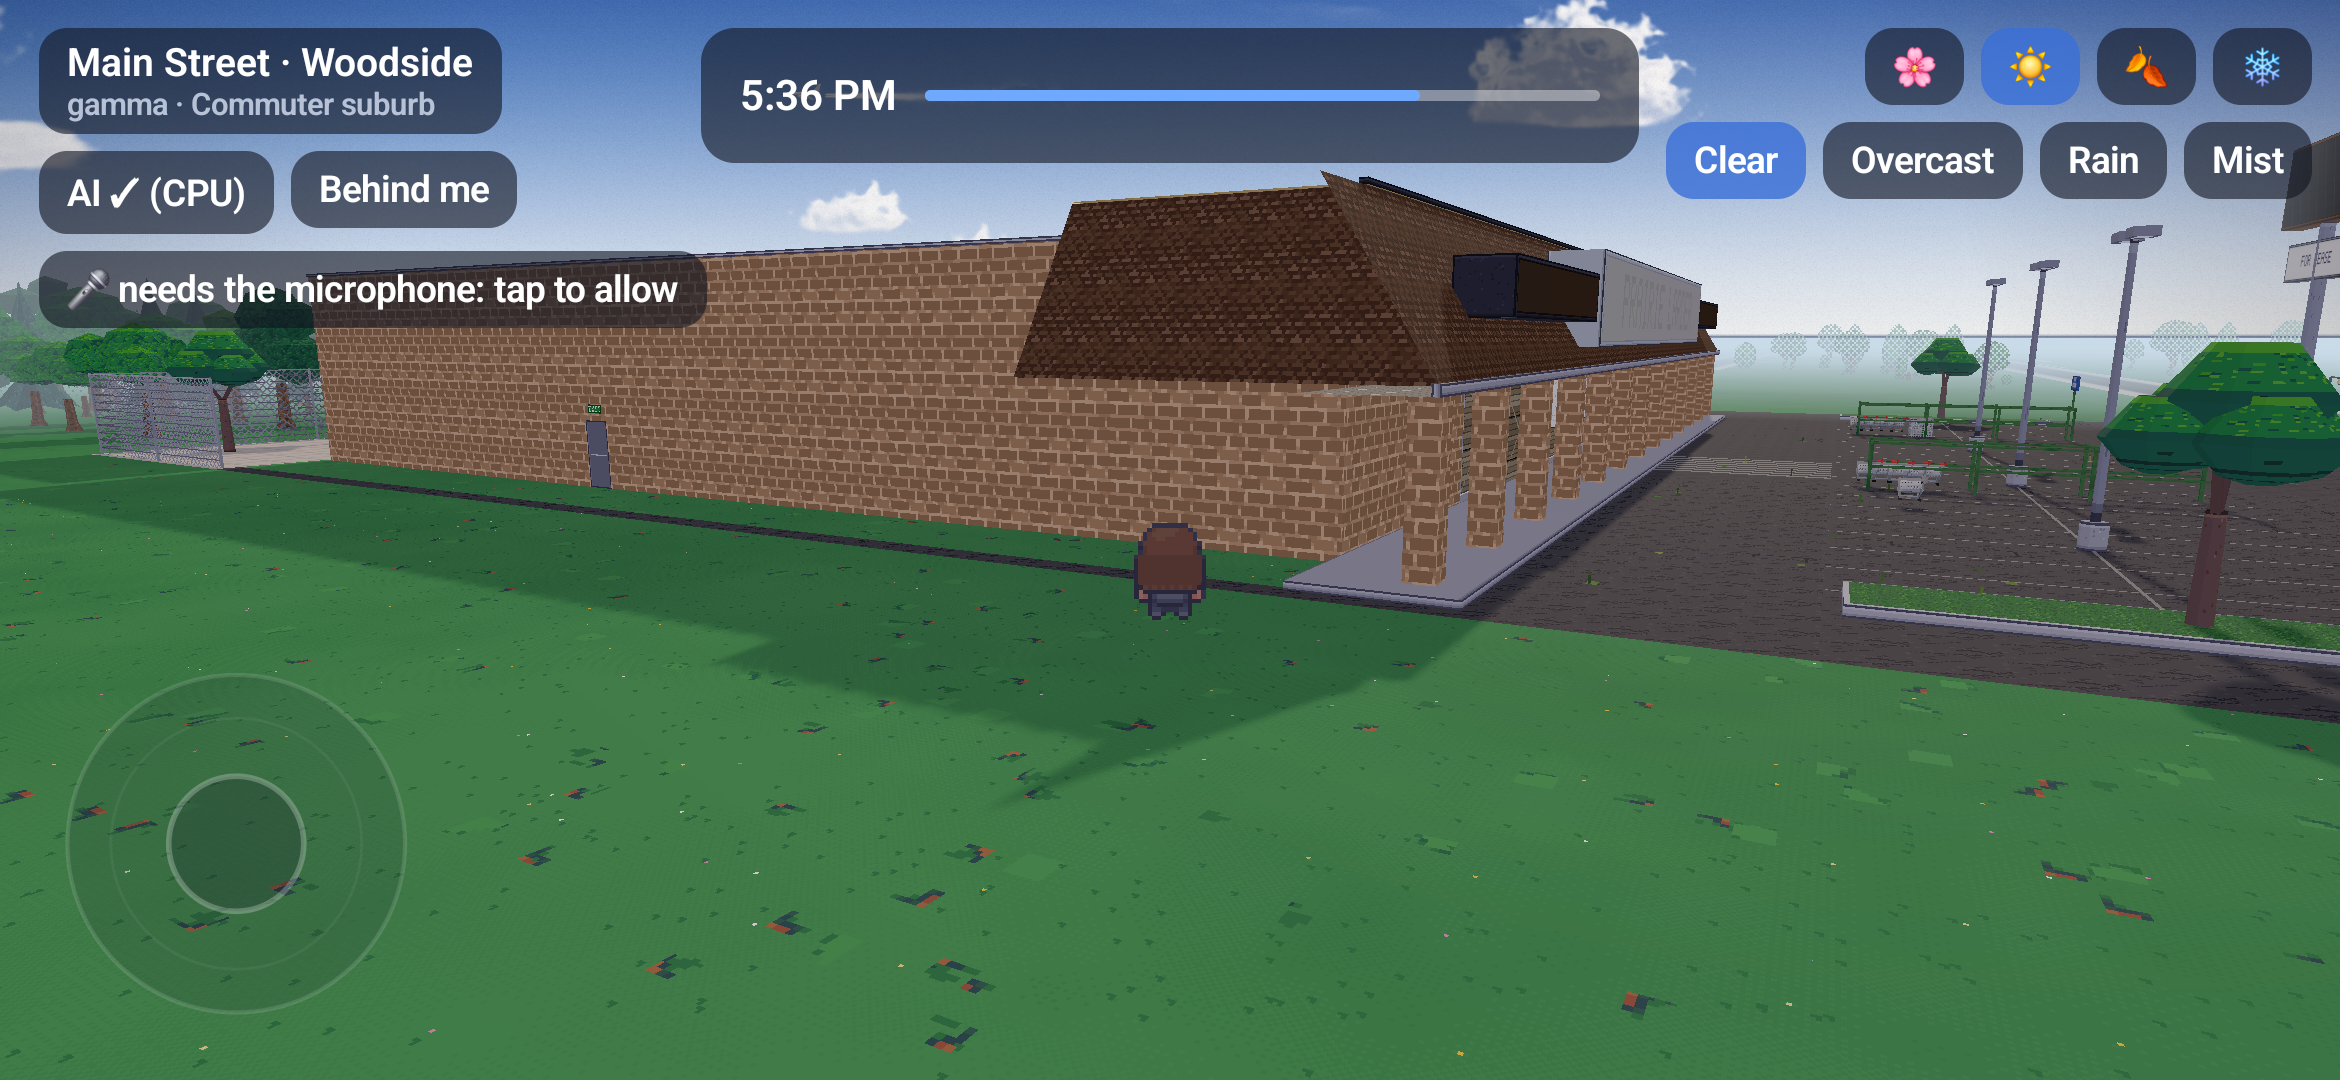 Main Street · Woodside
gamma · Commuter suburb
5:36 PM
AI ✓ (CPU)
Behind me
Clear
Overcast
Rain
Mist
🎤 needs the microphone: tap to allow